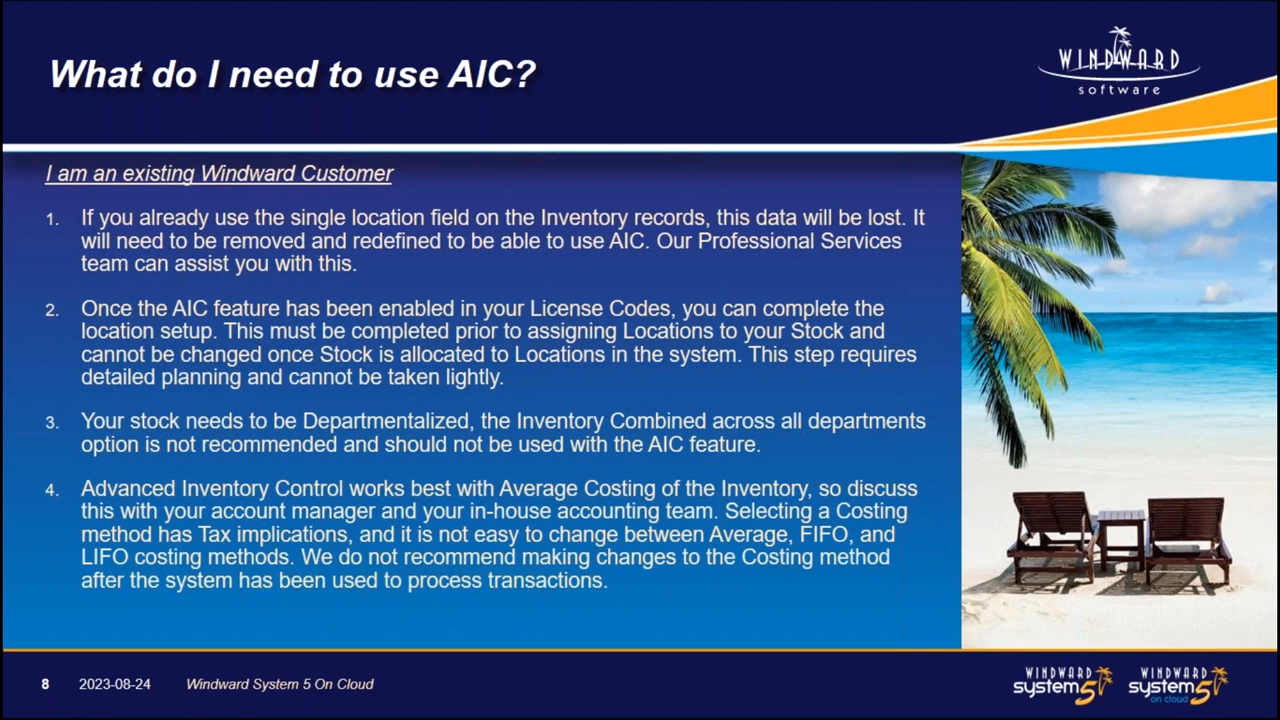 What do I need to use AIC?
WINDWARD
software
I am an existing Windward Customer
1. If you already use the single location field on the Inventory records, this data will be lost. It
will need to be removed and redefined to be able to use AIC. Our Professional Services
team can assist you with this.
2. Once the AIC feature has been enabled in your License Codes, you can complete the
location setup. This must be completed prior to assigning Locations to your Stock and
cannot be changed once Stock is allocated to Locations in the system. This step requires
detailed planning and cannot be taken lightly.
3. Your stock needs to be Departmentalized, the Inventory Combined across all departments
option is not recommended and should not be used with the AIC feature.
4. Advanced Inventory Control works best with Average Costing of the Inventory, so discuss
this with your account manager and your in-house accounting team. Selecting a Costing
method has Tax implications, and it is not easy to change between Average, FIFO, and
LIFO costing methods. We do not recommend making changes to the Costing method
after the system has been used to process transactions.
8 2023-08-24 Windward System 5 On Cloud
WINDWARD
system5
WINDWARD
system5
on cloud